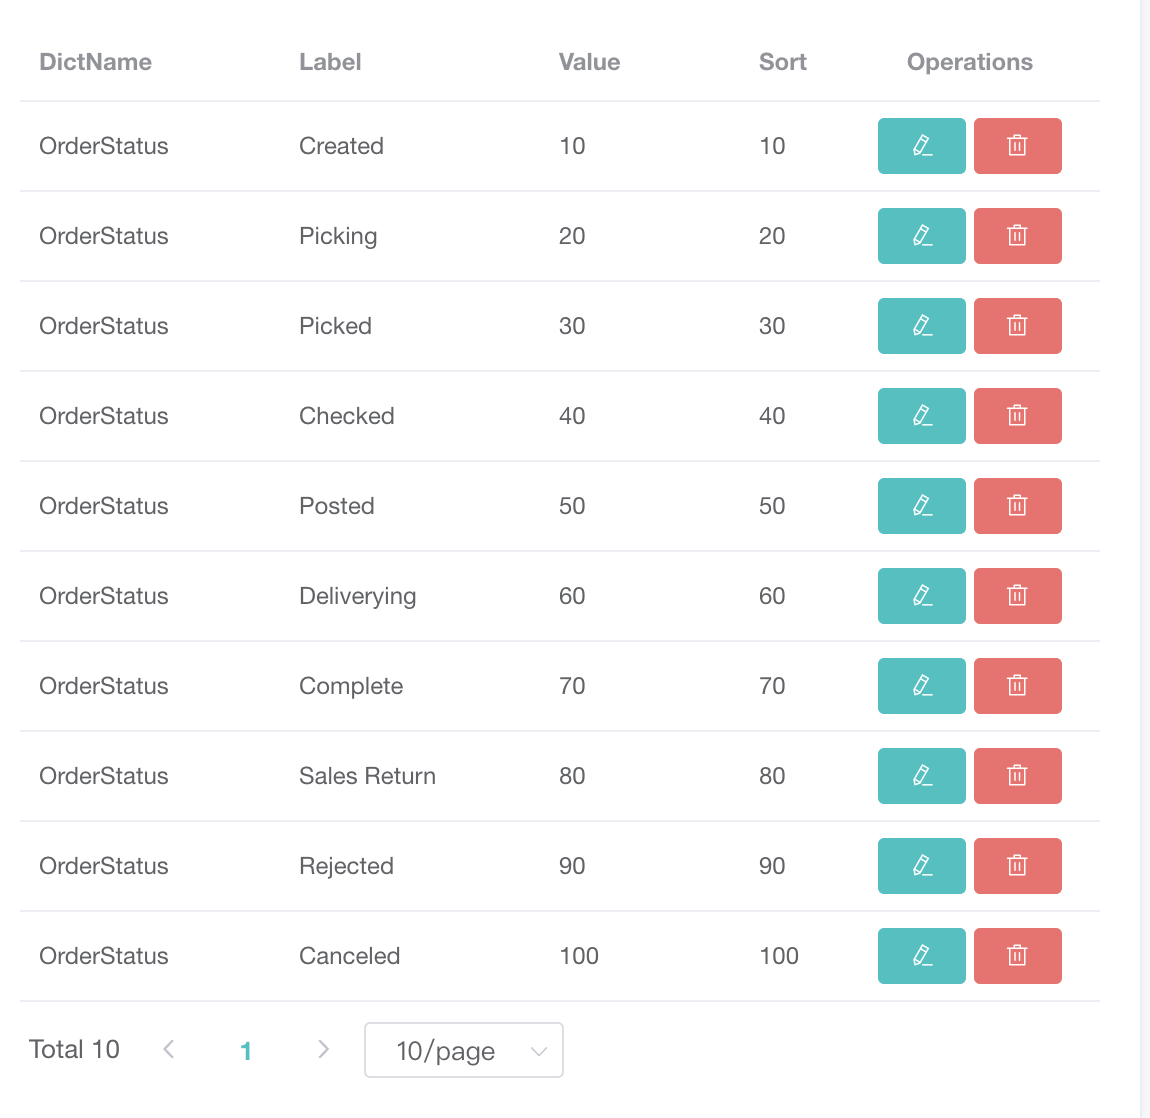 DictName Label Value Sort Operations
OrderStatus Created 10 10
OrderStatus Picking 20 20
OrderStatus Picked 30 30
OrderStatus Checked 40 40
OrderStatus Posted 50 50
OrderStatus Deliverying 60 60
OrderStatus Complete 70 70
OrderStatus Sales Return 80 80
OrderStatus Rejected 90 90
OrderStatus Canceled 100 100
Total 10 1 10/page